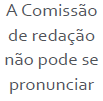 A Comissão
de redação
não pode se
pronunciar